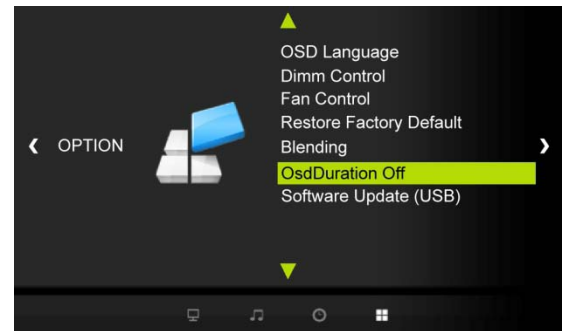 OSD Language
Dimm Control
Fan Control
Restore Factory Default
OPTION
Blending
OsdDuration Off
Software Update (USB)